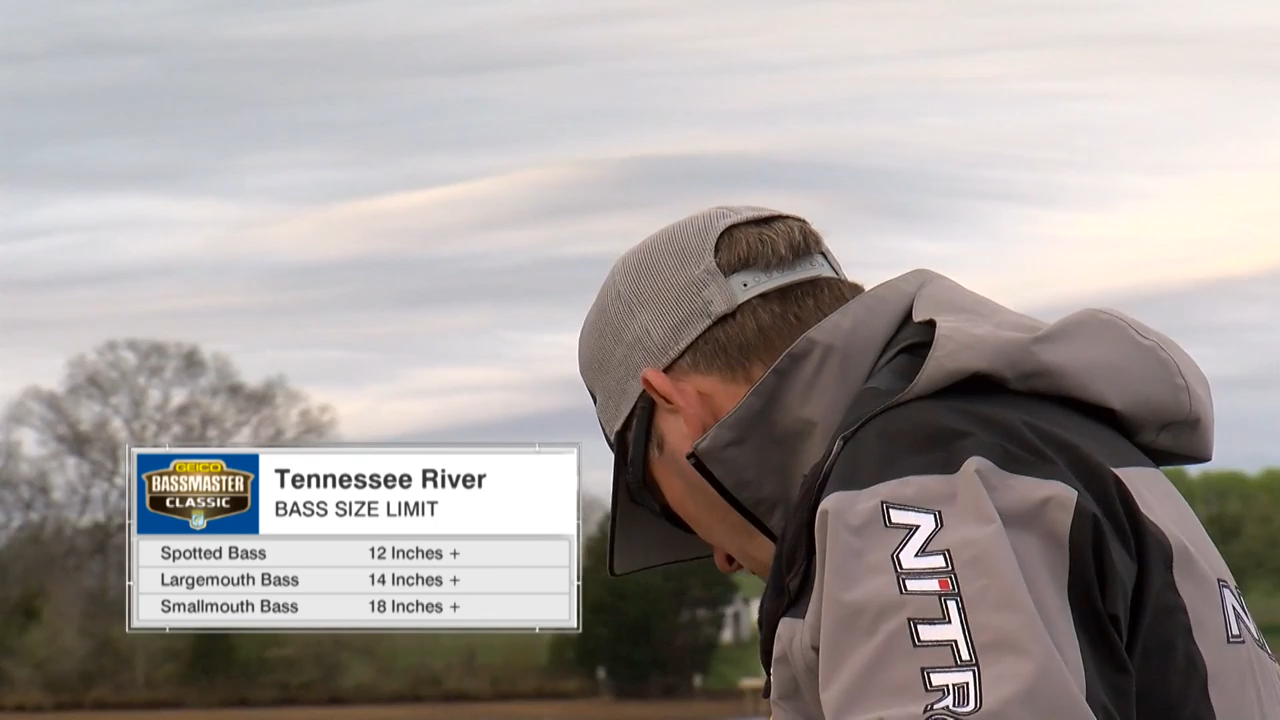 GEICO
BASSMASTER
CLASSIC
Tennessee River
BASS SIZE LIMIT
Spotted Bass 12 Inches +
Largemouth Bass 14 Inches +
Smallmouth Bass 18 Inches +
NITRO
N